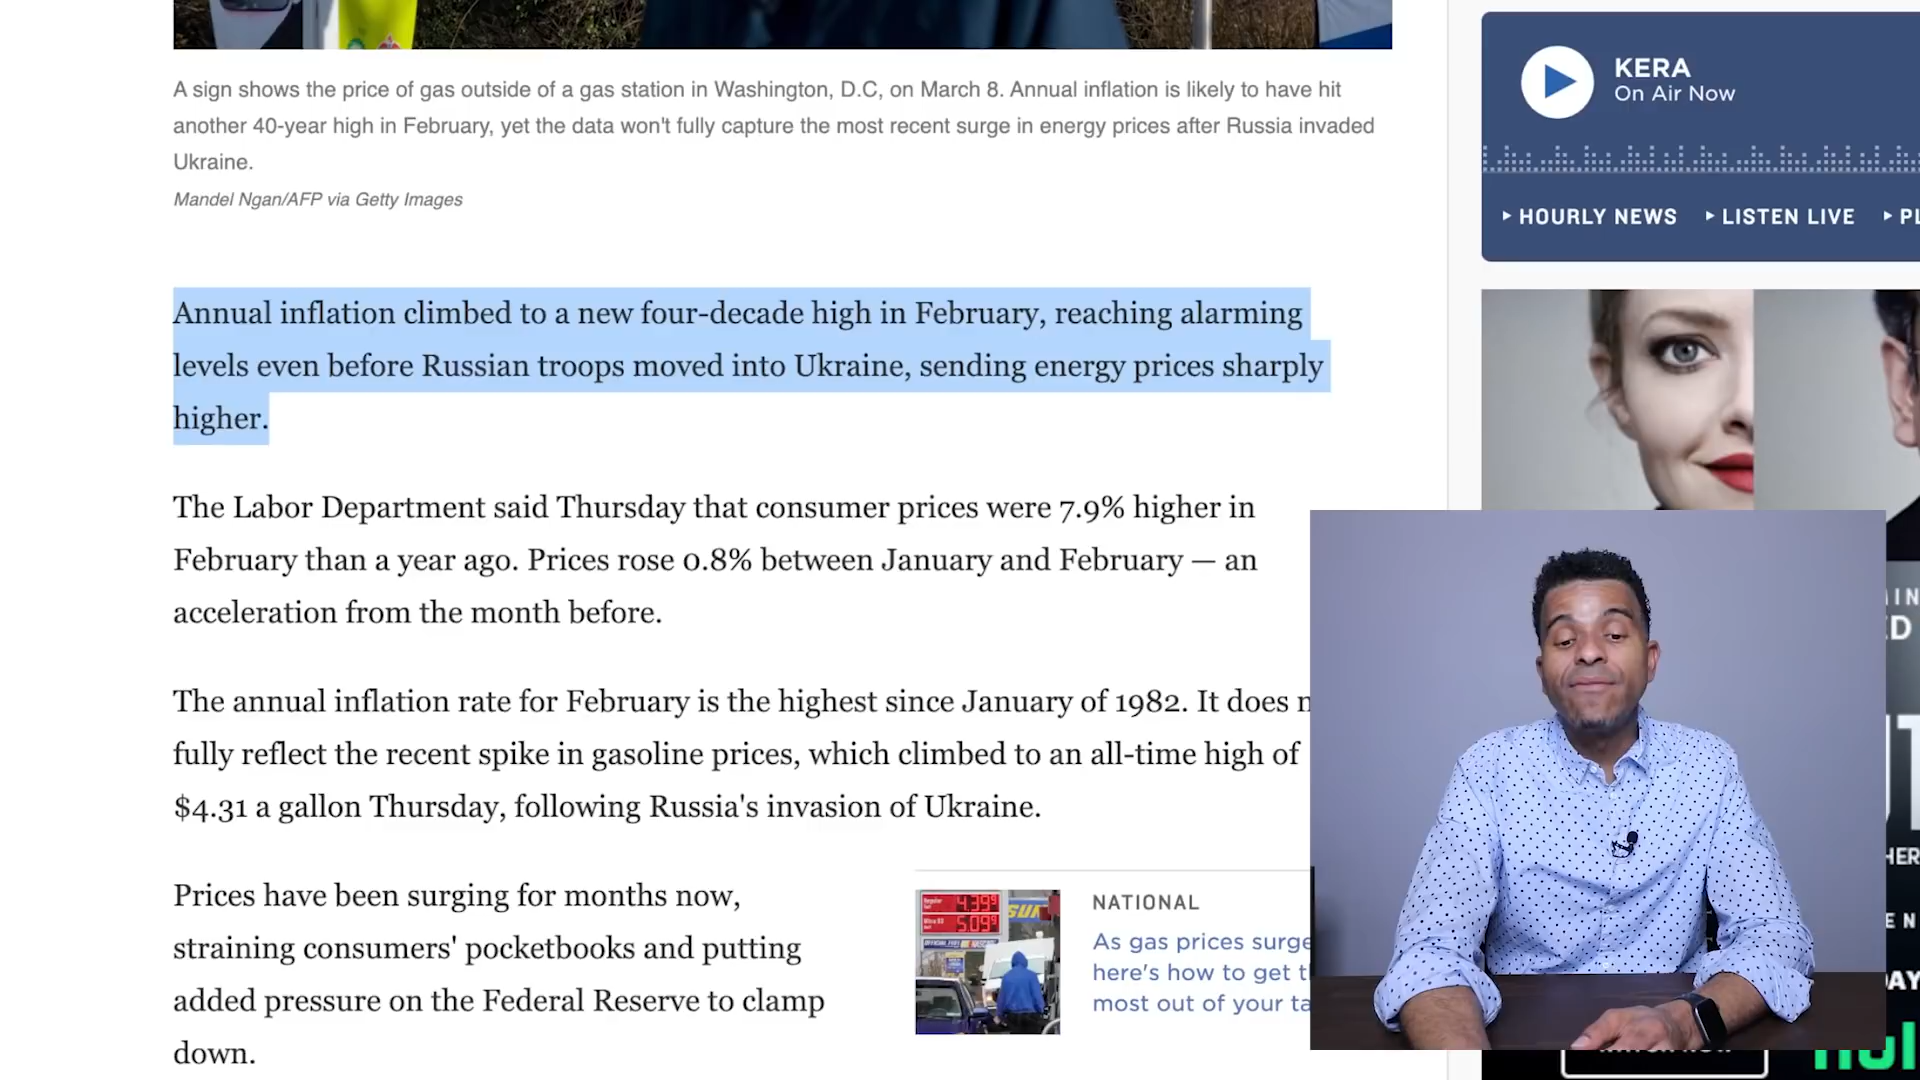 A sign shows the price of gas outside of a gas station in Washington, D.C, on March 8. Annual inflation is likely to have hit
another 40-year high in February, yet the data won't fully capture the most recent surge in energy prices after Russia invaded
Ukraine.
Mandel Ngan/AFP via Getty Images
Annual inflation climbed to a new four-decade high in February, reaching alarming
levels even before Russian troops moved into Ukraine, sending energy prices sharply
higher.
The Labor Department said Thursday that consumer prices were 7.9% higher in
February than a year ago. Prices rose 0.8% between January and February — an
acceleration from the month before.
The annual inflation rate for February is the highest since January of 1982. It does
fully reflect the recent spike in gasoline prices, which climbed to an all-time high of
$4.31 a gallon Thursday, following Russia's invasion of Ukraine.
Prices have been surging for months now,
straining consumers' pocketbooks and putting
added pressure on the Federal Reserve to clamp
down.
4.39⁹
5.09⁹
NATIONAL
As gas prices surge
here's how to get
most out of your
KERA
On Air Now
HOURLY NEWS
LISTEN LIVE